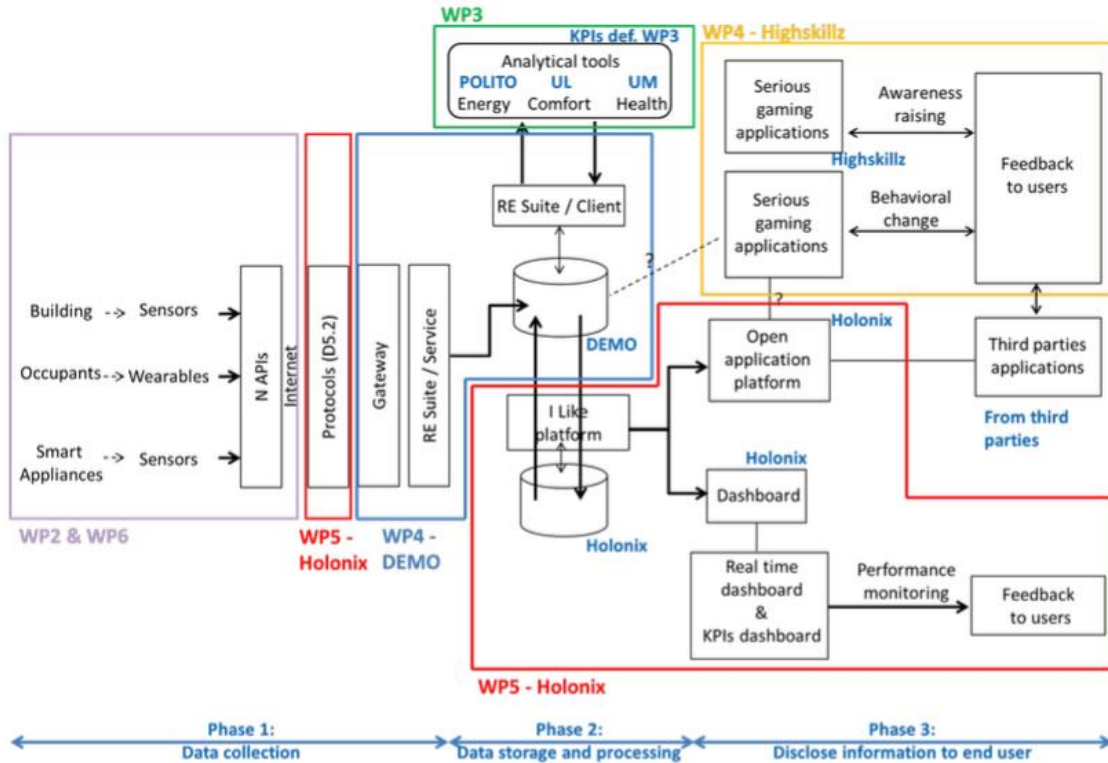 WP3
KPIs def. WP3
Analytical tools
POLITO UL UM
Energy Comfort Health
WP4 - Highskillz
Serious
gaming
applications
Awareness
raising
Highskillz
Feedback
to users
Serious
gaming
applications
Behavioral
change
RE Suite / Client
?
DEMO
?
Building
Sensors
Occupants
Wearables
Smart
Appliances
Sensors
N APIs
Internet
Protocols (D5.2)
Gateway
RE Suite / Service
Holonix
Open
application
platform
Third parties
applications
From third
parties
I Like
platform
Holonix
Holonix
Dashboard
WP2 & WP6
WP5 -
Holonix
WP4 -
DEMO
Real time
dashboard
&
KPIs dashboard
Performance
monitoring
Feedback
to users
WP5 - Holonix
Phase 1:
Data collection
Phase 2:
Data storage and processing
Phase 3:
Disclose information to end user